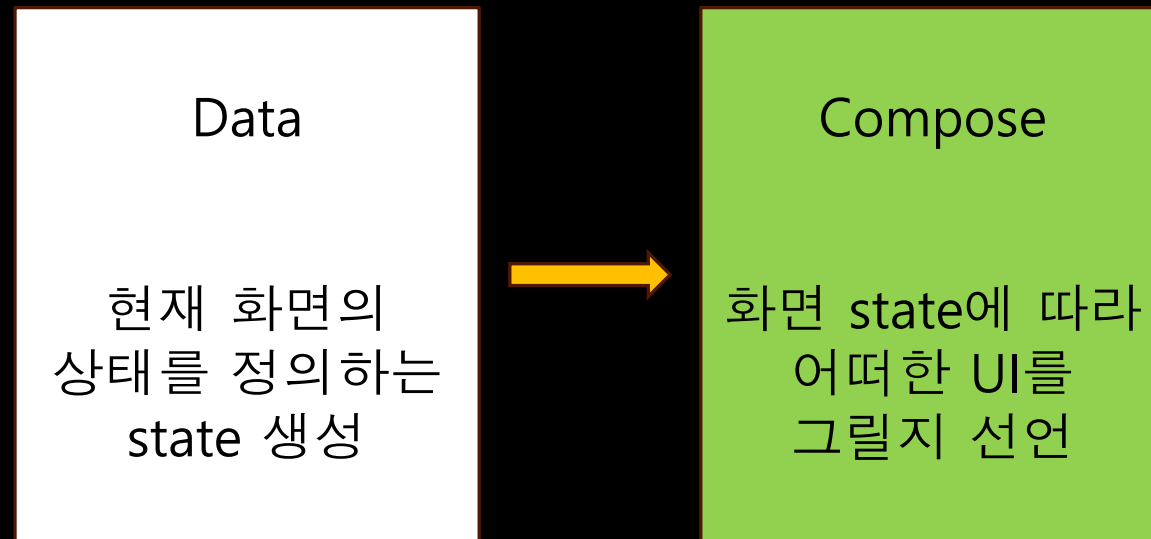 Data
현재 화면의
상태를 정의하는
state 생성
Compose
화면 state에 따라
어떠한 UI를
그릴지 선언